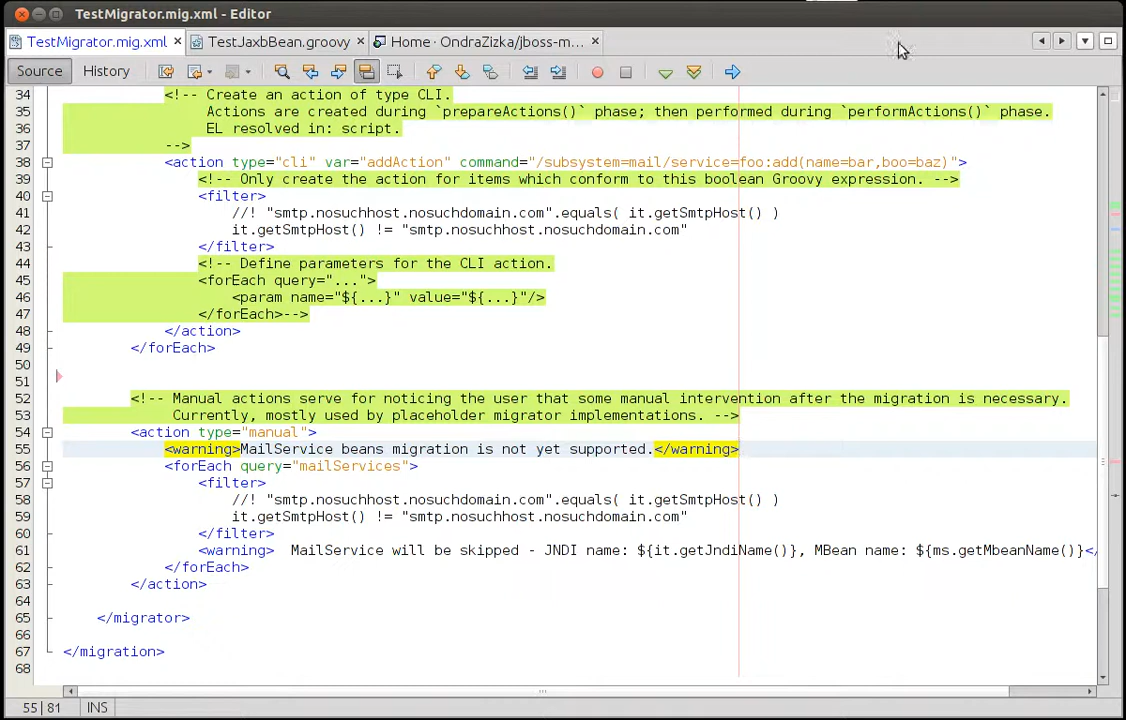 TestMigrator.mig.xml - Editor
TestMigrator.mig.xml TestJaxbBean.groovy Home · OndraZizka/jboss-m...
Source History
34 <!-- Create an action of type CLI.
35 Actions are created during `prepareActions()` phase; then performed during `performActions()` phase.
36 EL resolved in: script.
37 -->
38 <action type="cli" var="addAction" command="/subsystem=mail/service=foo:add(name=bar,boo=baz)">
39 <!-- Only create the action for items which conform to this boolean Groovy expression. -->
40 <filter>
41 //! "smtp.nosuchhost.nosuchdomain.com".equals( it.getSmtpHost() )
42 it.getSmtpHost() != "smtp.nosuchhost.nosuchdomain.com"
43 </filter>
44 <!-- Define parameters for the CLI action.
45 <forEach query="...">
46 <param name="${...}" value="${...}"/>
47 </forEach>-->
48 </action>
49 </forEach>
50
51
52 <!-- Manual actions serve for noticing the user that some manual intervention after the migration is necessary.
53 Currently, mostly used by placeholder migrator implementations. -->
54 <action type="manual">
55 <warning>MailService beans migration is not yet supported.</warning>
56 <forEach query="mailServices">
57 <filter>
58 //! "smtp.nosuchhost.nosuchdomain.com".equals( it.getSmtpHost() )
59 it.getSmtpHost() != "smtp.nosuchhost.nosuchdomain.com"
60 </filter>
61 <warning> MailService will be skipped - JNDI name: ${it.getJndiName()}, MBean name: ${ms.getMbeanName()}</
62 </forEach>
63 </action>
64
65 </migrator>
66
67 </migration>
68
55 | 81 INS